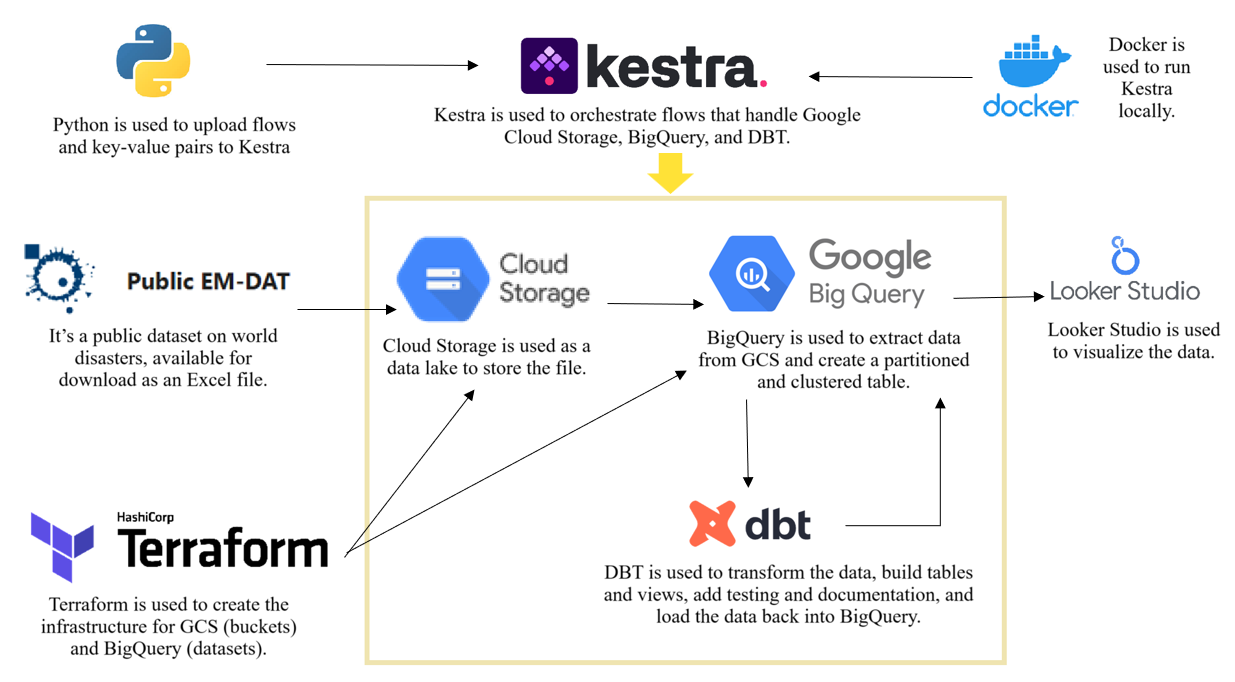 kestra.
docker
Docker is
used to run
Kestra
locally.
Python is used to upload flows
and key-value pairs to Kestra
Kestra is used to orchestrate flows that handle Google
Cloud Storage, BigQuery, and DBT.
Public EM-DAT
It’s a public dataset on world
disasters, available for
download as an Excel file.
Cloud
Storage
Cloud Storage is used as a
data lake to store the file.
Google
Big Query
BigQuery is used to extract data
from GCS and create a partitioned
and clustered table.
Looker Studio
Looker Studio is used
to visualize the data.
HashiCorp
Terraform
Terraform is used to create the
infrastructure for GCS (buckets)
and BigQuery (datasets).
dbt
DBT is used to transform the data, build tables
and views, add testing and documentation, and
load the data back into BigQuery.